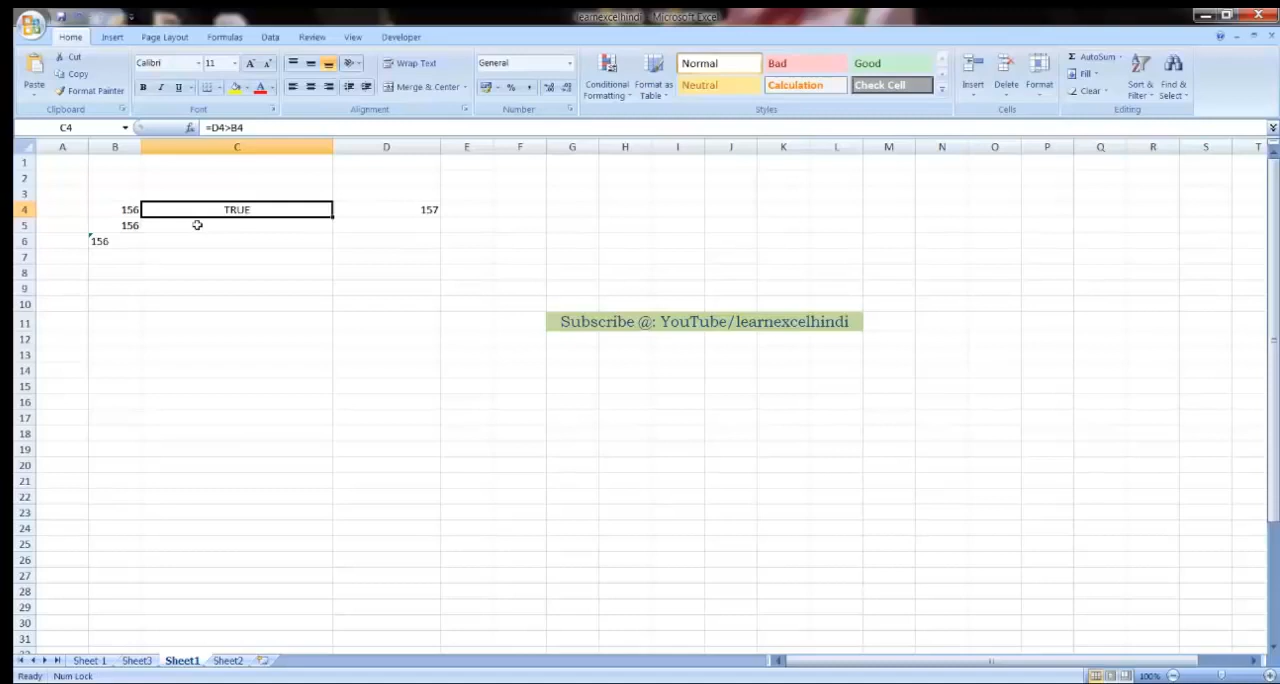 learnexcelhindi - Microsoft Excel
Home Insert Page Layout Formulas Data Review View Developer
Paste
Cut
Copy
Format Painter
Clipboard
Calibri 11 A A
B I U A
Font
Wrap Text
Merge & Center
Alignment
General
%
Number
Conditional Formatting
Format as Table
Normal Bad Good
Neutral Calculation Check Cell
Styles
Insert Delete Format
Cells
Σ AutoSum
Fill
Clear
Sort & Filter
Find & Select
Editing
C4 fx =D4>B4
A B C D E F G H I J K L M N O P Q R S T
1
2
3
4 156 TRUE 157
5 156
6 156
7
8
9
10
11 Subscribe @: YouTube/learnexcelhindi
12
13
14
15
16
17
18
19
20
21
22
23
24
25
26
27
28
29
30
31
Sheet 1 Sheet3 Sheet1 Sheet2
Ready Num Lock 100%